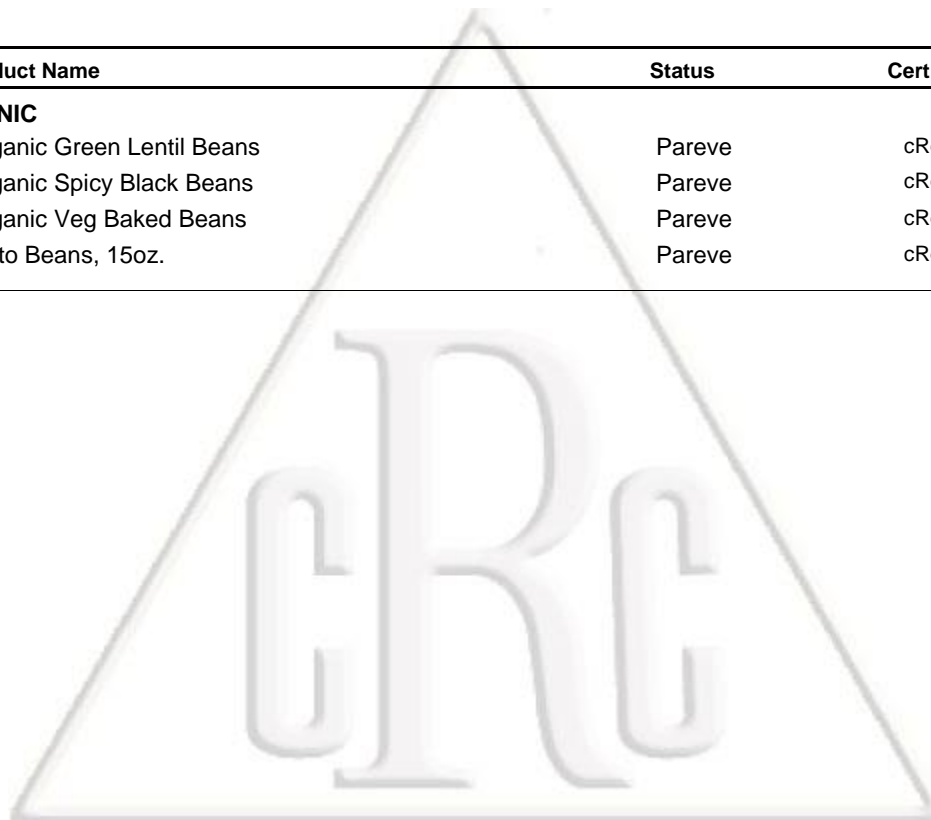 duct Name Status Cert
NIC
ganic Green Lentil Beans Pareve cR
ganic Spicy Black Beans Pareve cR
ganic Veg Baked Beans Pareve cR
to Beans, 15oz. Pareve cR
cRc